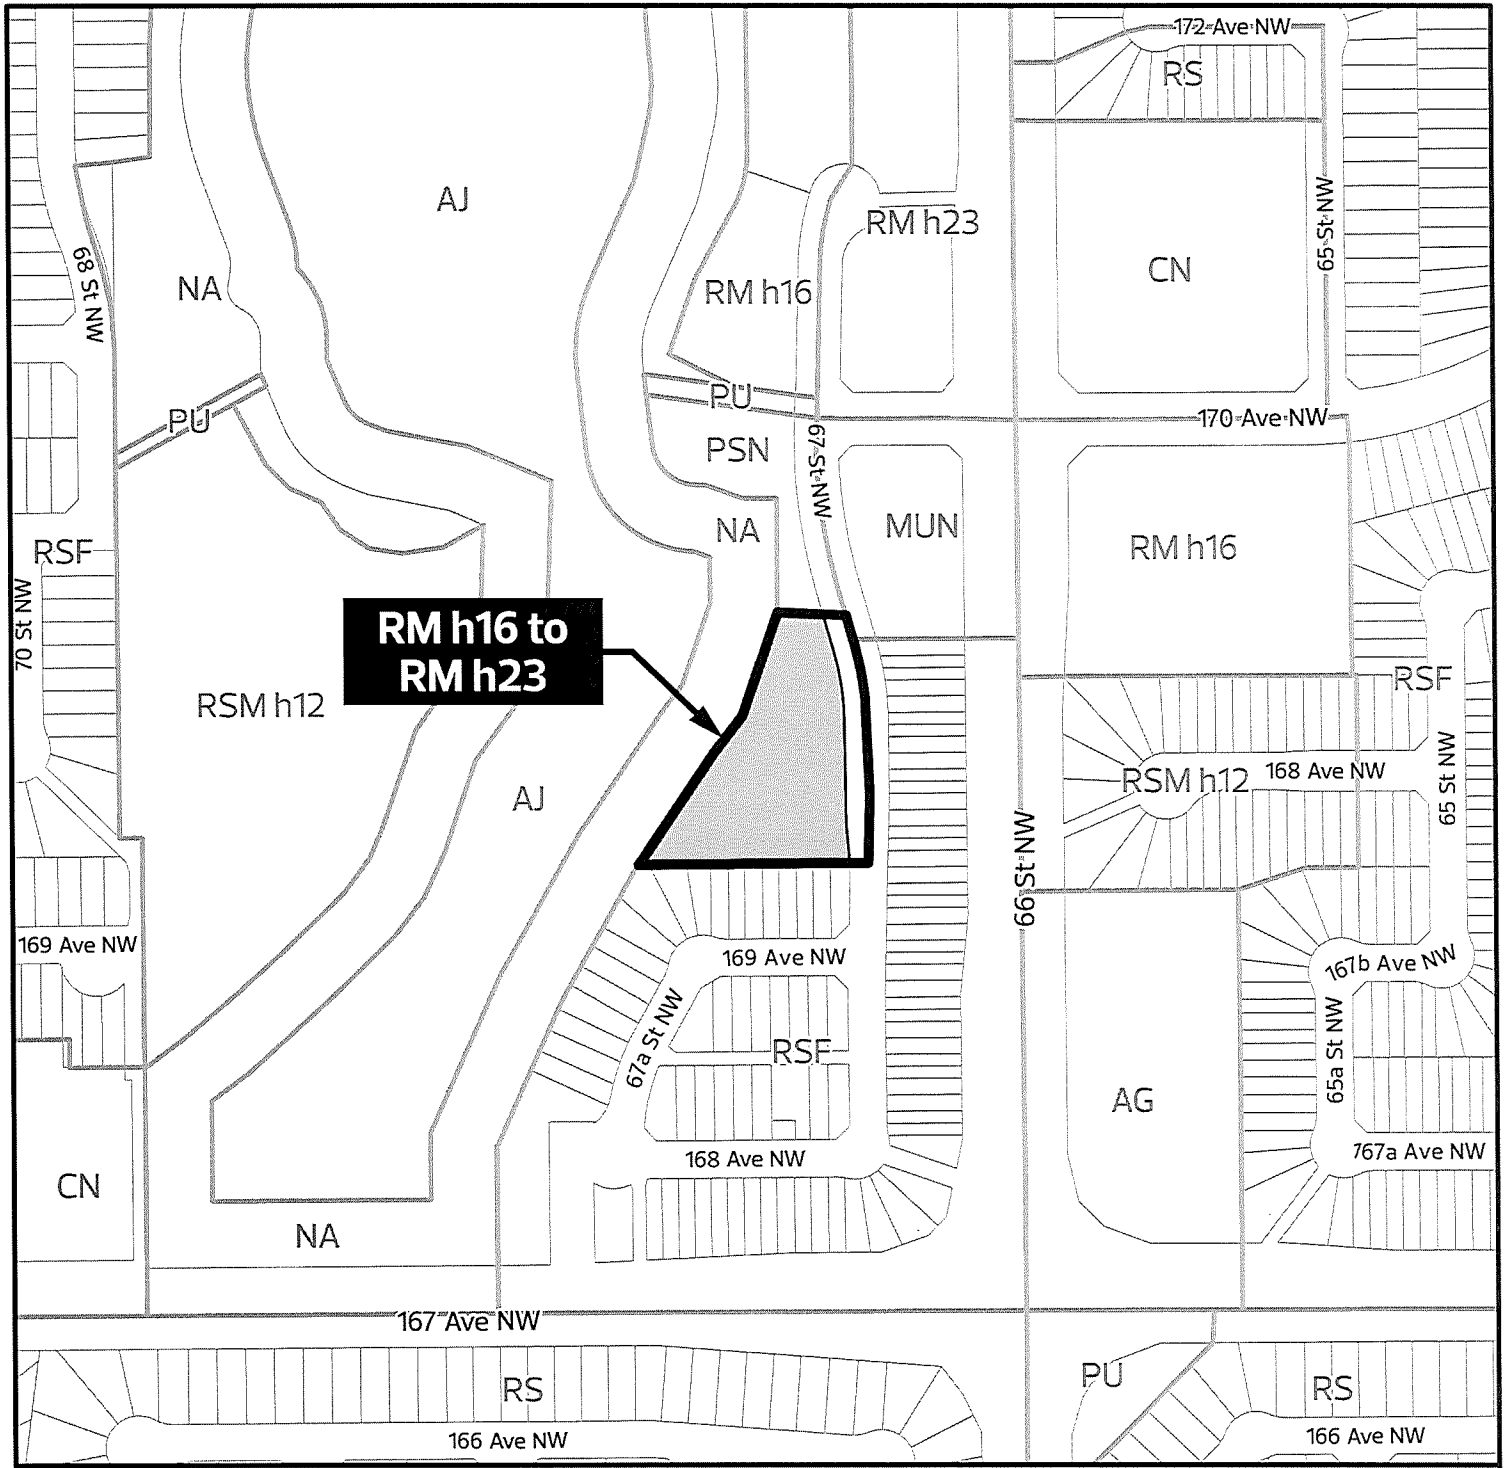 172 Ave NW
RS
AJ
65 St NW
RM h23
CN
NA
68 St NW
RM h16
PU
PU
170 Ave NW
PSN
67 St NW
NA
MUN
RM h16
RSF
70 St NW
RM h16 to
RM h23
RSM h12
RSF
AJ
RSM h12
168 Ave NW
65 St NW
66 St NW
169 Ave NW
169 Ave NW
167b Ave NW
67a St NW
RSF
65a St NW
AG
CN
168 Ave NW
167a Ave NW
NA
167 Ave NW
RS
PU
RS
166 Ave NW
166 Ave NW